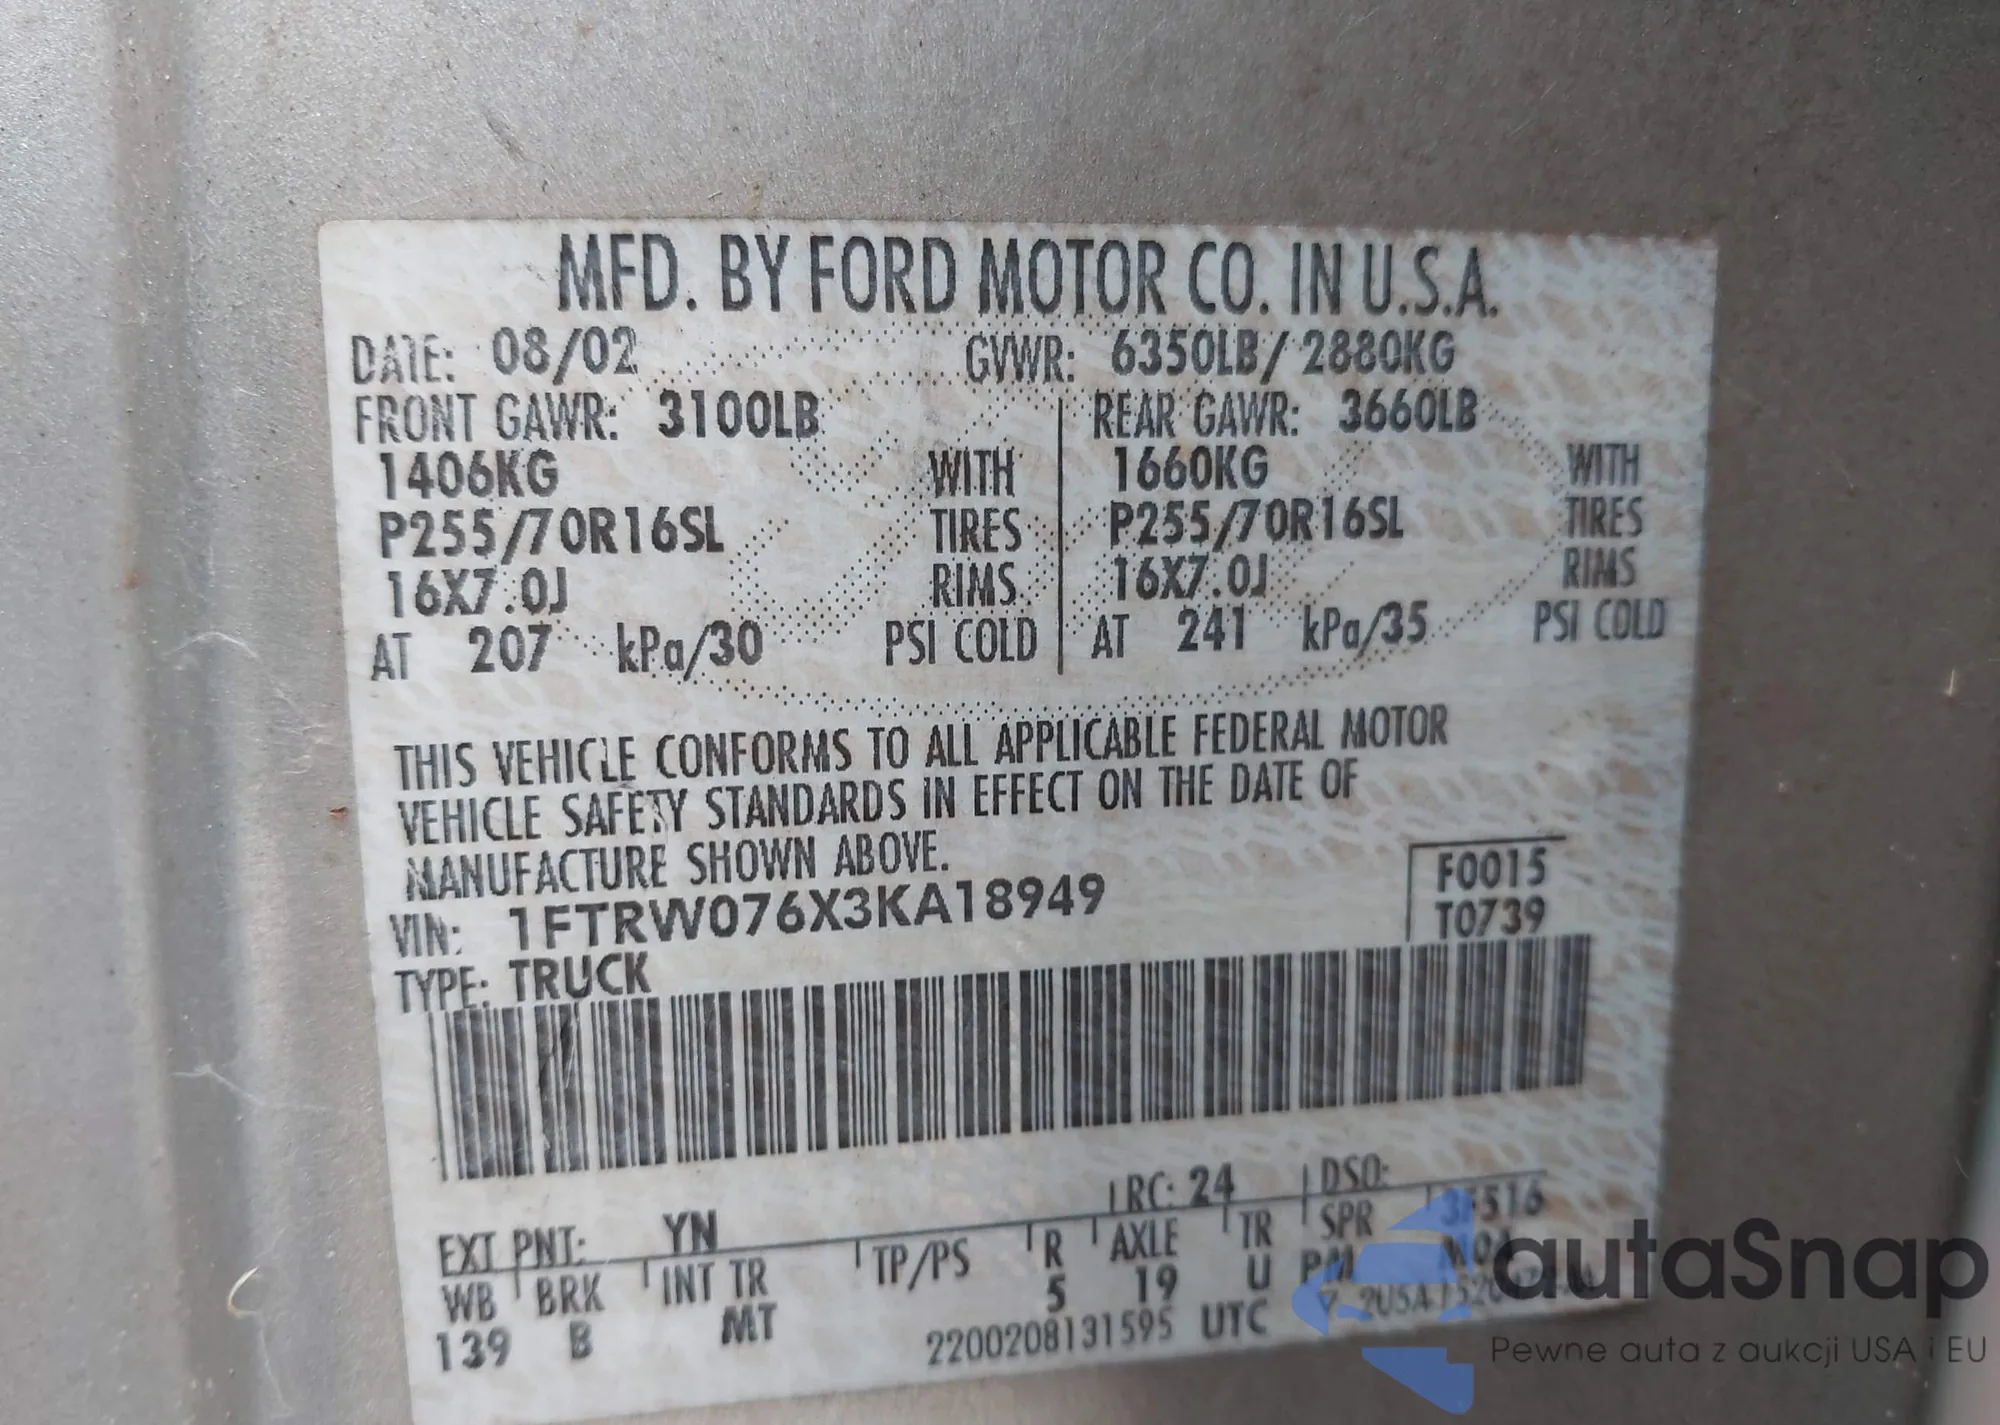 MFD. BY FORD MOTOR CO. IN U.S.A.
DATE: 08/02 GVWR: 6350LB/ 2880KG
FRONT GAWR: 3100LB REAR GAWR: 3660LB
1406KG WITH 1660KG WITH
P255/70R16SL TIRES P255/70R16SL TIRES
16X7.0J RIMS 16X7.0J RIMS
AT 207 kPa/30 PSI COLD AT 241 kPa/35 PSI COLD
THIS VEHICLE CONFORMS TO ALL APPLICABLE FEDERAL MOTOR
VEHICLE SAFETY STANDARDS IN EFFECT ON THE DATE OF
MANUFACTURE SHOWN ABOVE.
F0015
VIN: 1FTRW076X3KA18949 T0739
TYPE: TRUCK
EXT PNT: YN RC: 24 DSO:
WB BRK INT TR TP/PS R AXLE TR SPR
139 B MT 5 19 U
2200208131595 UTC
autaSnap
Pewne auta z aukcji USA i EU